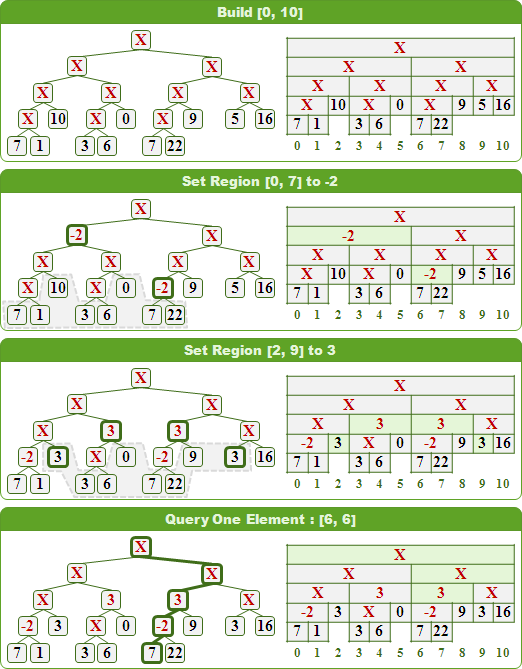 Build [0, 10]
X X
X X X X
X X X X X X X X
X 10 X 0 X 9 5 16 X 10 X 0 X 9 5 16
7 1 3 6 7 22 7 1 3 6 7 22
0 1 2 3 4 5 6 7 8 9 10
Set Region [0, 7] to -2
X X
-2 X -2 X
X X X X X X X X
X 10 X 0 -2 9 5 16 X 10 X 0 -2 9 5 16
7 1 3 6 7 22 7 1 3 6 7 22
0 1 2 3 4 5 6 7 8 9 10
Set Region [2, 9] to 3
X X
X X X X
X 3 3 X X 3 3 X
-2 3 X 0 -2 9 3 16 -2 3 X 0 -2 9 3 16
7 1 3 6 7 22 7 1 3 6 7 22
0 1 2 3 4 5 6 7 8 9 10
Query One Element : [6, 6]
X X
X X X X
X 3 3 X X 3 3 X
-2 3 X 0 -2 9 3 16 -2 3 X 0 -2 9 3 16
7 1 3 6 7 22 7 1 3 6 7 22
0 1 2 3 4 5 6 7 8 9 10